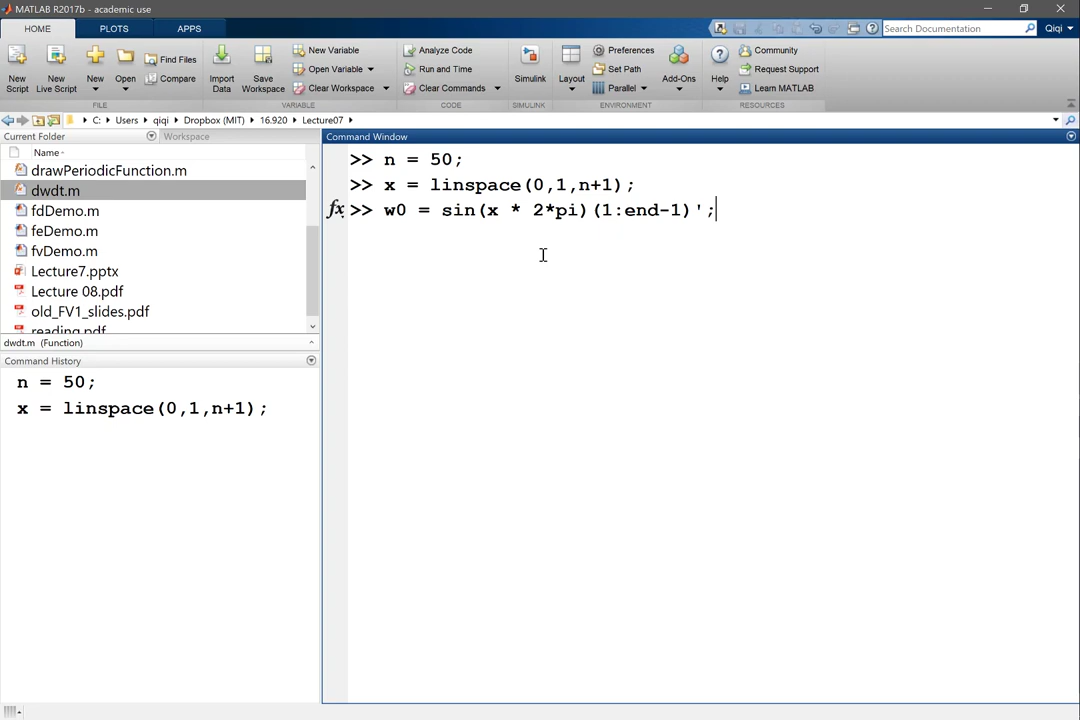 MATLAB R2017b - academic use
HOME PLOTS APPS
Search Documentation
Qiqi
New Script
New Live Script
New
Open
Find Files
Compare
FILE
Import Data
Save Workspace
New Variable
Open Variable
Clear Workspace
VARIABLE
Analyze Code
Run and Time
Clear Commands
CODE
Simulink
SIMULINK
Layout
Preferences
Set Path
Parallel
Add-Ons
ENVIRONMENT
Help
Community
Request Support
Learn MATLAB
RESOURCES
C: Users qiqi Dropbox (MIT) 16.920 Lecture07
Current Folder
Workspace
Name
drawPeriodicFunction.m
dwdt.m
fdDemo.m
feDemo.m
fvDemo.m
Lecture7.pptx
Lecture 08.pdf
old_FV1_slides.pdf
reading.pdf
dwdt.m (Function)
Command History
n = 50;
x = linspace(0,1,n+1);
Command Window
>> n = 50;
>> x = linspace(0,1,n+1);
fx >> w0 = sin(x * 2*pi)(1:end-1)';